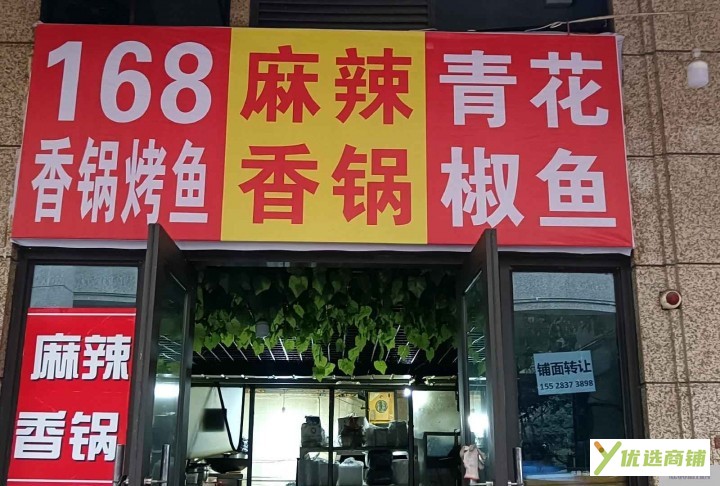 168
香锅烤鱼
麻辣
香锅
青花
椒鱼
麻辣
香锅
铺面转让
155 2837 3898
优选商铺